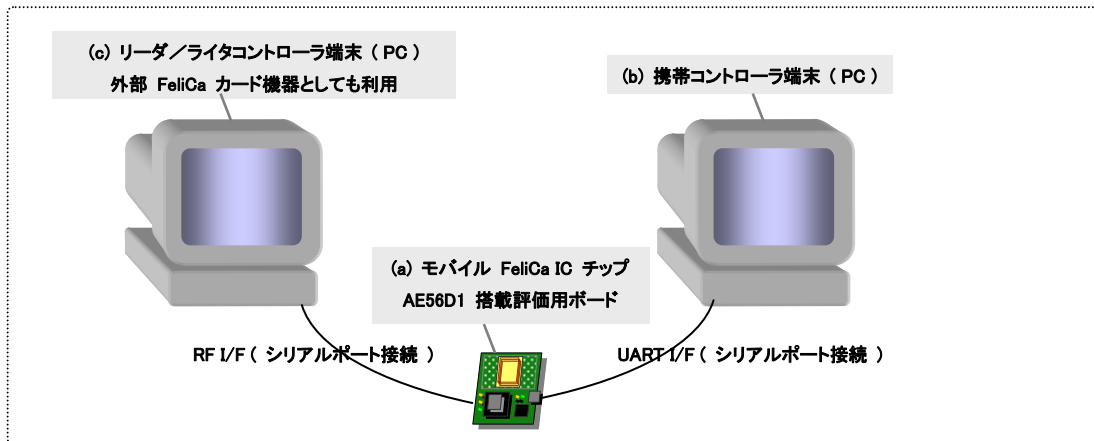 (c) リーダ／ライタコントローラ端末 ( PC )
外部 FeliCa カード機器としても利用
(b) 携帯コントローラ端末 ( PC )
(a) モバイル FeliCa IC チップ
AE56D1 搭載評価用ボード
RF I/F ( シリアルポート接続 )
UART I/F ( シリアルポート接続 )